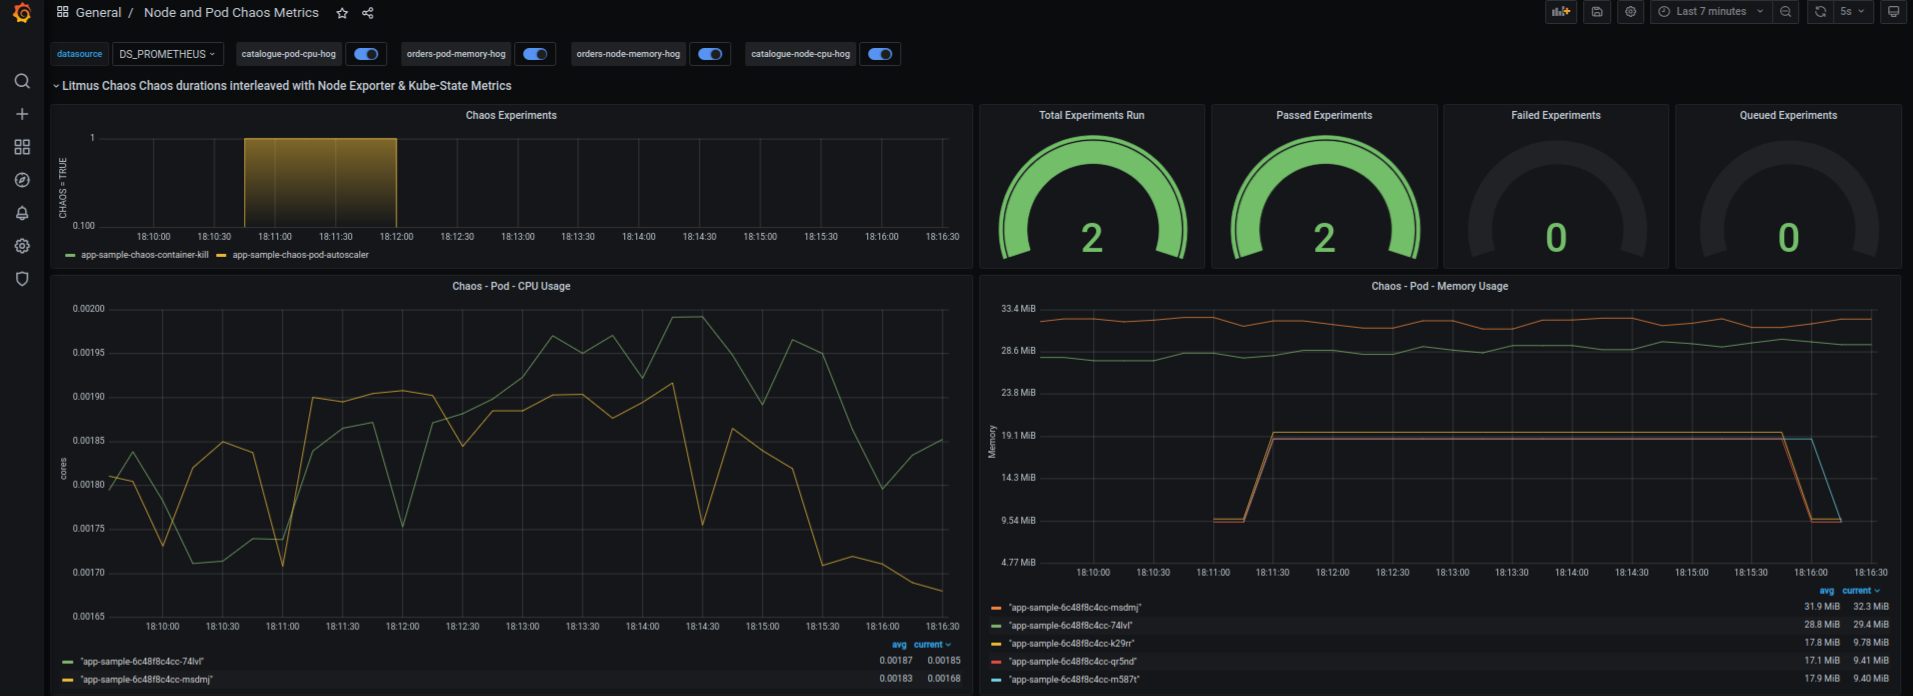 General / Node and Pod Chaos Metrics
Last 7 minutes
5s
datasource DS_PROMETHEUS catalogue-pod-cpu-hog orders-pod-memory-hog orders-node-memory-hog catalogue-node-cpu-hog
Litmus Chaos Chaos durations interleaved with Node Exporter & Kube-State Metrics
Chaos Experiments
CHAOS = TRUE
1
0.100
18:10:00 18:10:30 18:11:00 18:11:30 18:12:00 18:12:30 18:13:00 18:13:30 18:14:00 18:14:30 18:15:00 18:15:30 18:16:00 18:16:30
app-sample-chaos-container-kill app-sample-chaos-pod-autoscaler
Total Experiments Run
2
Passed Experiments
2
Failed Experiments
0
Queued Experiments
0
Chaos - Pod - CPU Usage
cores
0.00200
0.00195
0.00190
0.00185
0.00180
0.00175
0.00170
0.00165
18:10:00 18:10:30 18:11:00 18:11:30 18:12:00 18:12:30 18:13:00 18:13:30 18:14:00 18:14:30 18:15:00 18:15:30 18:16:00 18:16:30
avg current
"app-sample-6c48f8c4cc-74lvl" 0.00187 0.00185
"app-sample-6c48f8c4cc-msdmj" 0.00183 0.00168
Chaos - Pod - Memory Usage
Memory
33.4 MiB
28.6 MiB
23.8 MiB
19.1 MiB
14.3 MiB
9.54 MiB
4.77 MiB
18:10:00 18:10:30 18:11:00 18:11:30 18:12:00 18:12:30 18:13:00 18:13:30 18:14:00 18:14:30 18:15:00 18:15:30 18:16:00 18:16:30
avg current
"app-sample-6c48f8c4cc-msdmj" 31.9 MiB 32.3 MiB
"app-sample-6c48f8c4cc-74lvl" 28.8 MiB 29.4 MiB
"app-sample-6c48f8c4cc-k29rr" 17.8 MiB 9.78 MiB
"app-sample-6c48f8c4cc-qr5nd" 17.1 MiB 9.41 MiB
"app-sample-6c48f8c4cc-m587t" 17.9 MiB 9.40 MiB